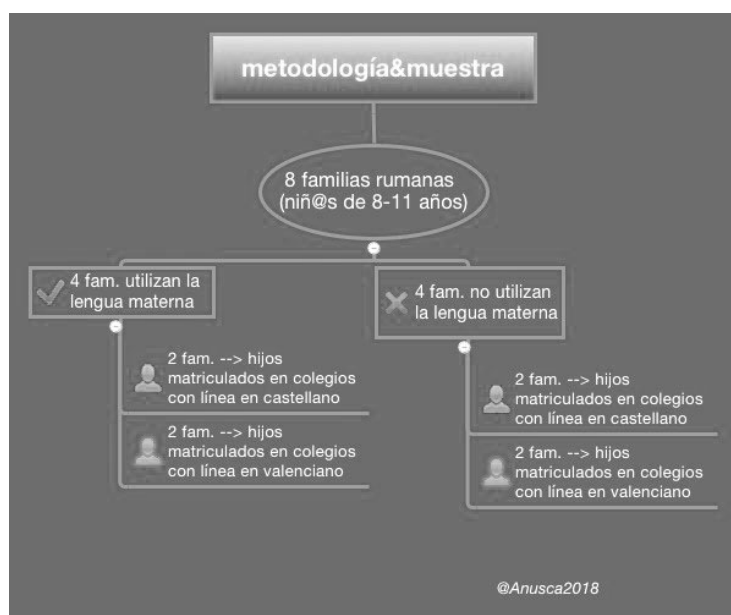 metodología&muestra
8 familias rumanas
(niñ@s de 8-11 años)
4 fam. utilizan la
lengua materna
2 fam. --> hijos
matriculados en colegios
con línea en castellano
2 fam. --> hijos
matriculados en colegios
con línea en valenciano
4 fam. no utilizan
la lengua materna
2 fam. --> hijos
matriculados en colegios
con línea en castellano
2 fam. --> hijos
matriculados en colegios
con línea en valenciano
@Anusca2018